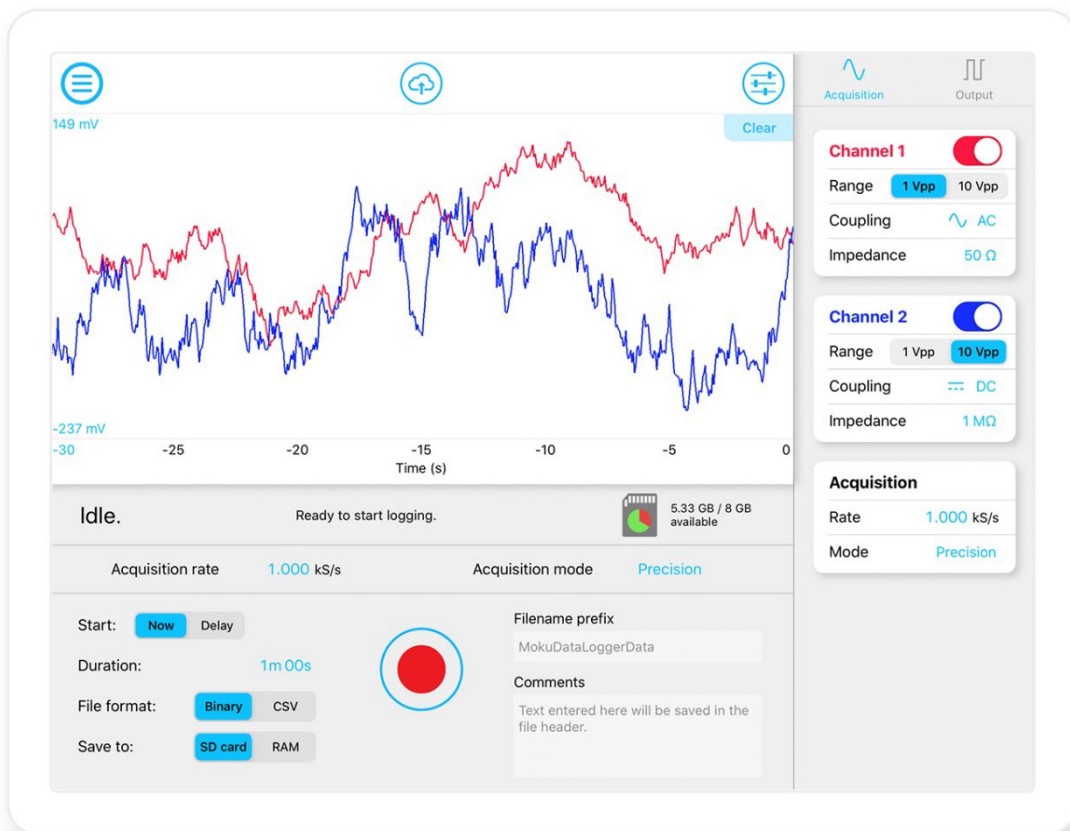 Acquisition
Output
149 mV
Clear
-237 mV
-30 -25 -20 -15 -10 -5 0
Time (s)
Channel 1
Range 1 Vpp 10 Vpp
Coupling AC
Impedance 50 Ω
Channel 2
Range 1 Vpp 10 Vpp
Coupling DC
Impedance 1 MΩ
Acquisition
Rate 1.000 kS/s
Mode Precision
Idle.
Ready to start logging.
5.33 GB / 8 GB
available
Acquisition rate 1.000 kS/s
Acquisition mode Precision
Start: Now Delay
Duration: 1m 00s
File format: Binary CSV
Save to: SD card RAM
Filename prefix
MokuDataLoggerData
Comments
Text entered here will be saved in the
file header.